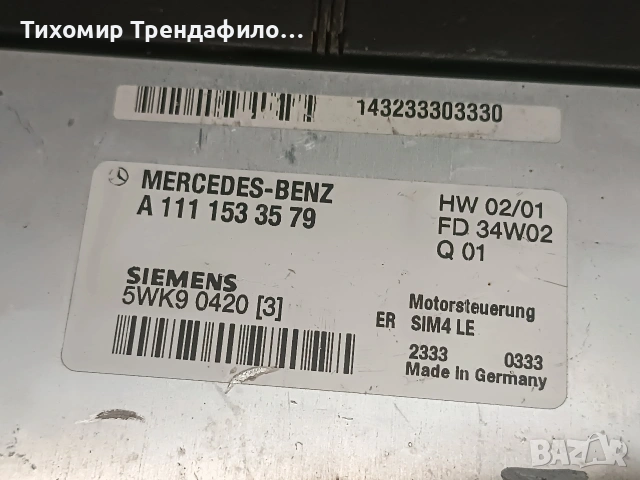 Тихомир Трендафило...
143233303330
MERCEDES-BENZ
A 111 153 35 79
HW 02/01
FD 34W02
Q 01
SIEMENS
5WK9 0420 [3]
Motorsteuerung
ER SIM4 LE
2333 0333
Made in Germany
BAZAR